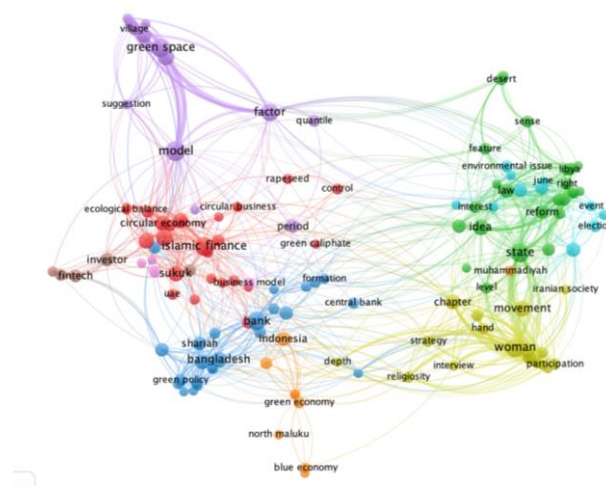 village
green space
desert
suggestion
factor
quantile
sense
model
feature
environmental issue
libya
june
right
law
rapeseed
control
ecological balance
circular business
interest
reform
event
circular economy
period
idea
election
islamic finance
green caliphate
state
investor
fintech
sukuk
muhammadiyah
business model
formation
level
iranian society
uae
central bank
chapter
movement
bank
hand
shariah
indonesia
strategy
woman
bangladesh
depth
interview
participation
green policy
religiosity
green economy
north maluku
blue economy